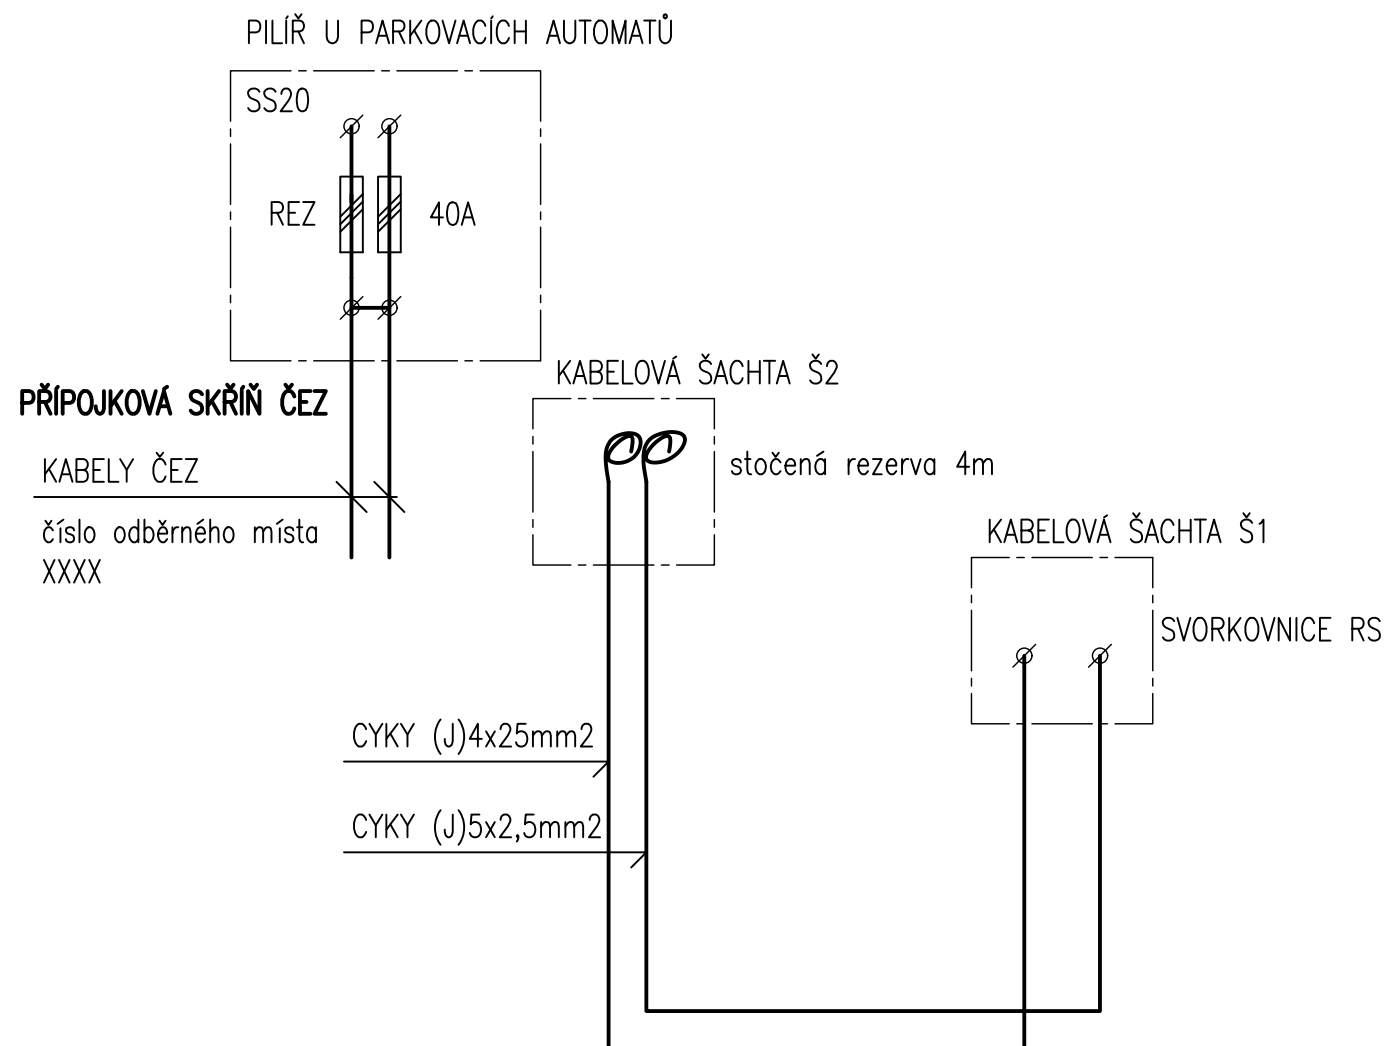 PILÍŘ U PARKOVACÍCH AUTOMATŮ
SS20
REZ
40A
PŘÍPOJKOVÁ SKŘÍŇ ČEZ
KABELY ČEZ
číslo odběrného místa
XXXX
KABELOVÁ ŠACHTA Š2
stočená rezerva 4m
KABELOVÁ ŠACHTA Š1
SVORKOVNICE RS
CYKY (J)4x25mm2
CYKY (J)5x2,5mm2